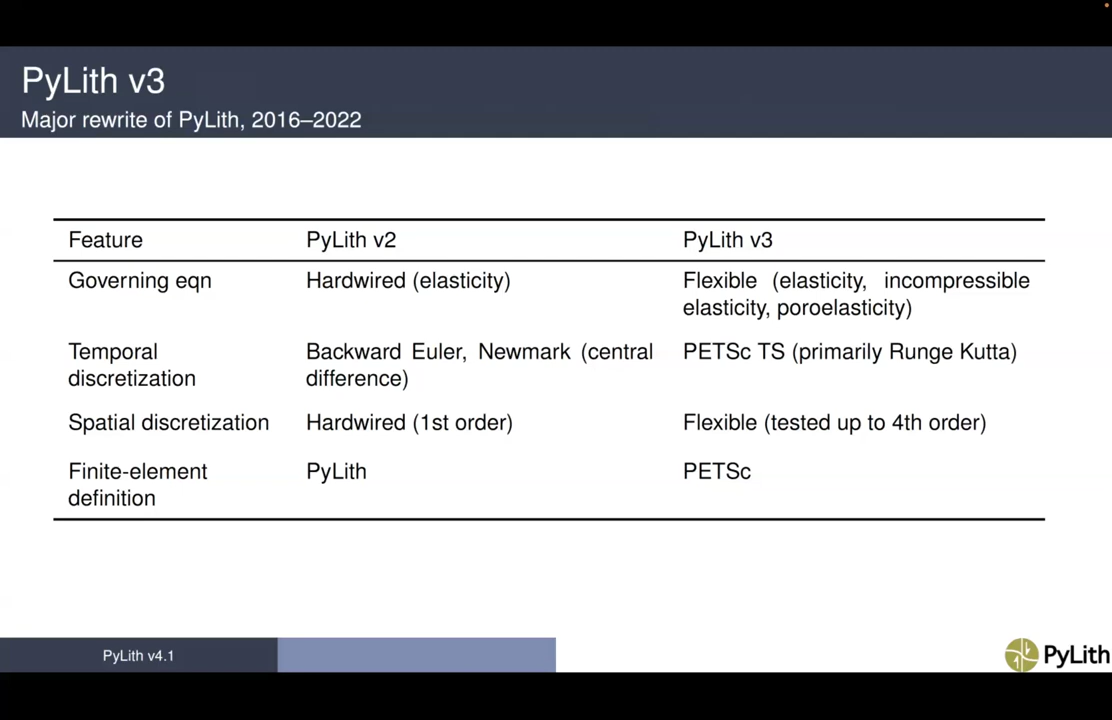 PyLith v3
Major rewrite of PyLith, 2016–2022
Feature PyLith v2 PyLith v3
Governing eqn Hardwired (elasticity) Flexible (elasticity, incompressible
elasticity, poroelasticity)
Temporal Backward Euler, Newmark (central PETSc TS (primarily Runge Kutta)
discretization difference)
Spatial discretization Hardwired (1st order) Flexible (tested up to 4th order)
Finite-element PyLith PETSc
definition
PyLith v4.1
PyLith